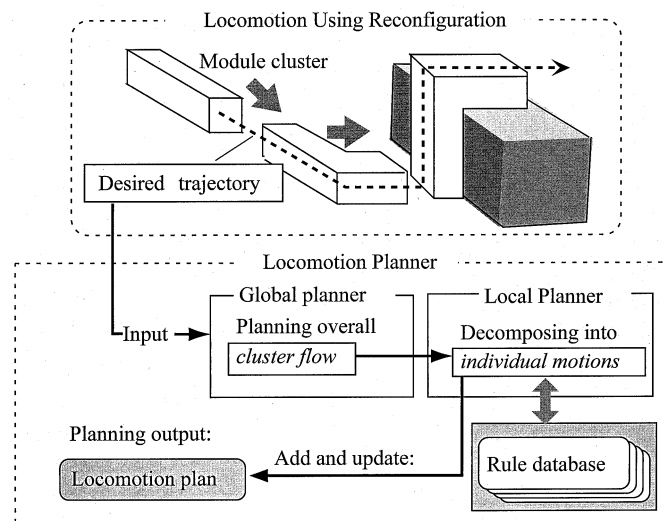 Locomotion Using Reconfiguration
Module cluster
Desired trajectory
Locomotion Planner
Global planner
Local Planner
Input
Planning overall
cluster flow
Decomposing into
individual motions
Planning output:
Add and update:
Locomotion plan
Rule database